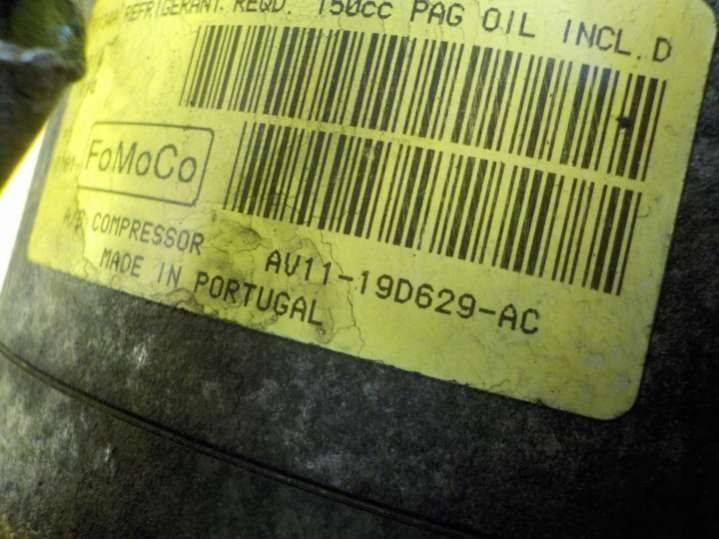 REFRIGERANT. REQD. 150cc PAG OIL INCL.D
FoMoCo
A/C COMPRESSOR
AV11-19D629-AC
MADE IN PORTUGAL